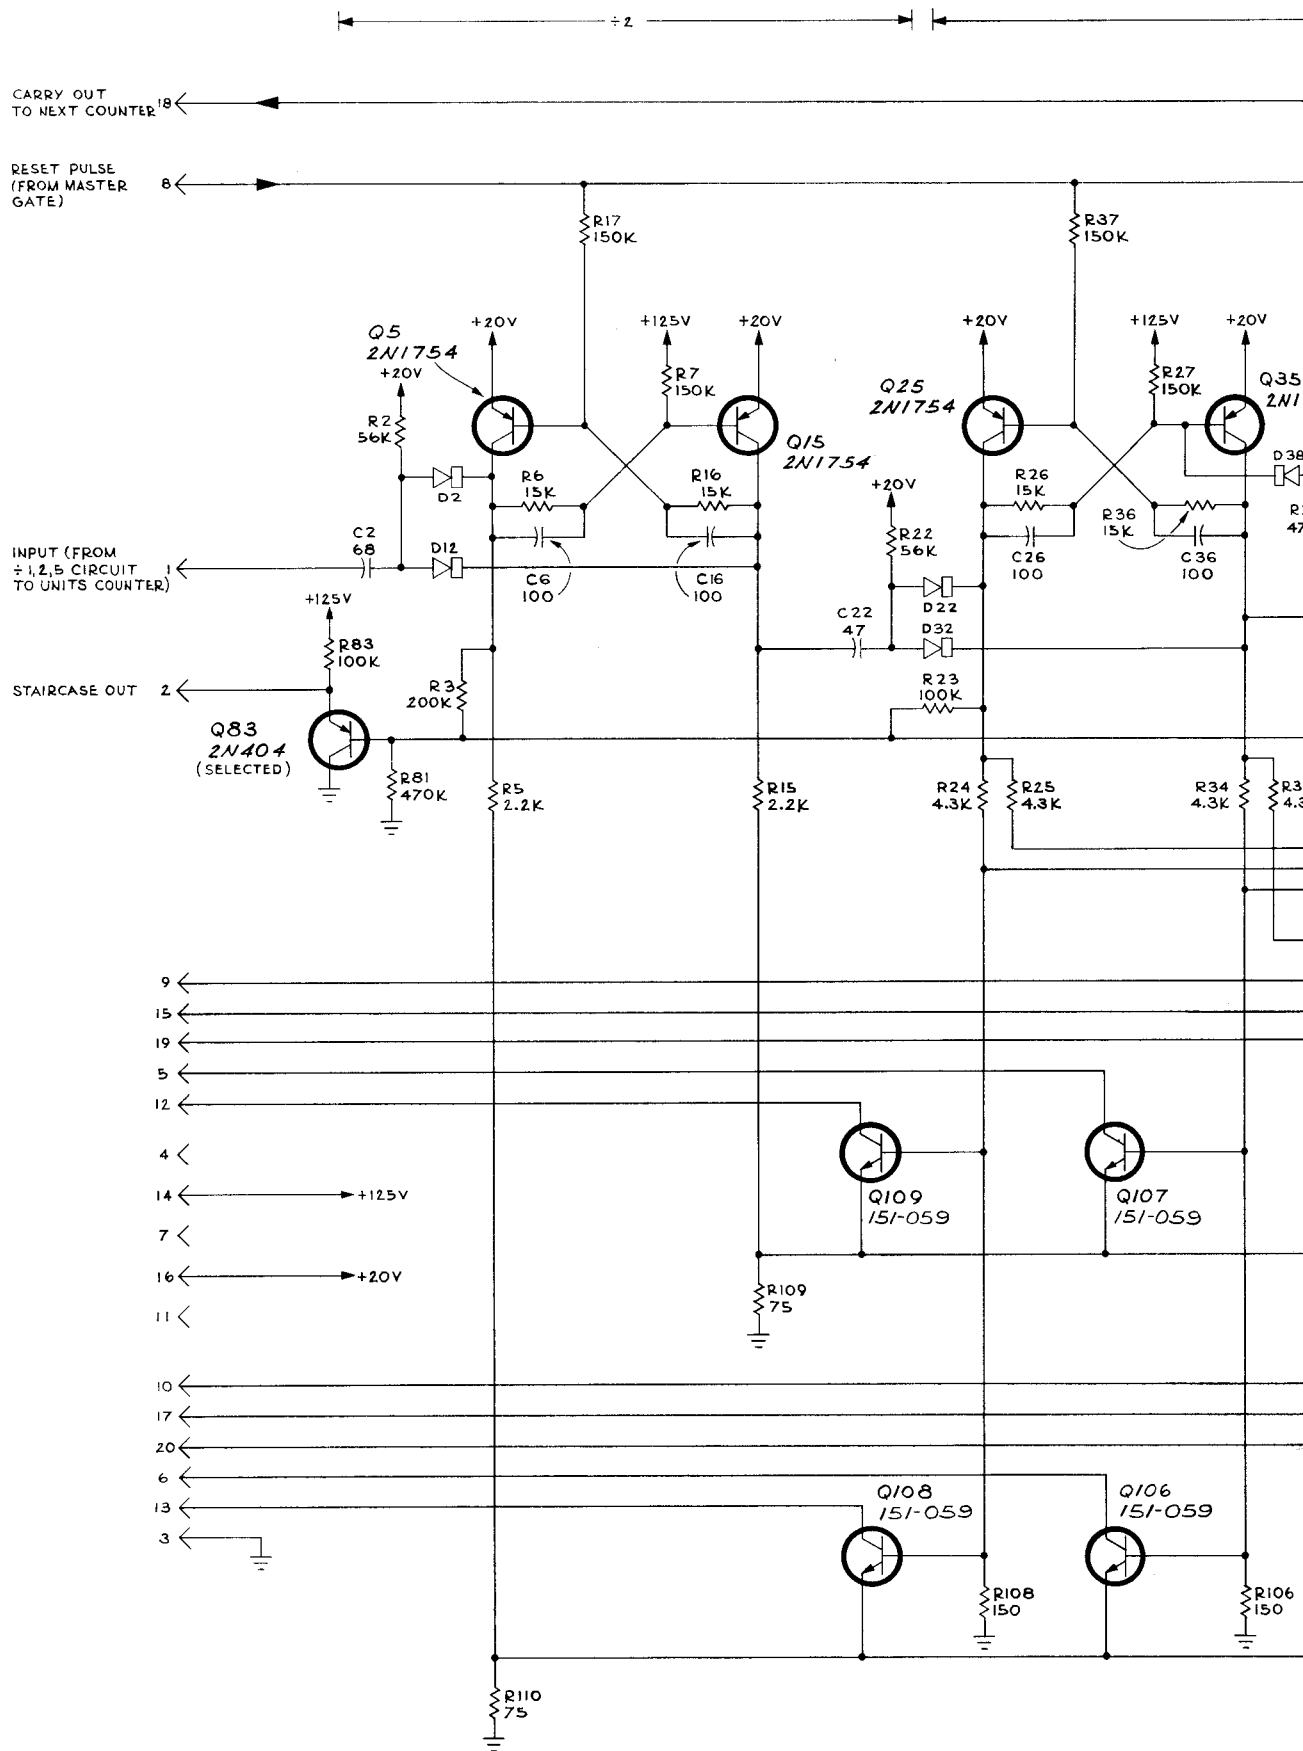 ÷2
CARRY OUT
TO NEXT COUNTER 18
RESET PULSE
(FROM MASTER 8
GATE)
R17
150K
R37
150K
+20V
+125V
+20V
+20V
+125V
+20V
Q5
2N1754
+20V
R7
150K
R27
150K
Q35
2N1
Q25
2N1754
R2
56K
Q15
2N1754
D38
D2
R6
15K
R16
15K
+20V
R26
15K
R36
15K
C2
68
R22
56K
47
INPUT (FROM
÷1,2,5 CIRCUIT 1
TO UNITS COUNTER)
D12
C6
100
C16
100
C26
100
C36
100
+125V
D22
C22
47
D32
R83
100K
STAIRCASE OUT 2
R3
200K
R23
100K
Q83
2N404
(SELECTED)
R81
470K
R5
2.2K
R15
2.2K
R24
4.3K
R25
4.3K
R34
4.3K
R3
4.3
9
15
19
5
12
4
14 +125V
Q109
151-059
Q107
151-059
7
16 +20V
R109
75
11
10
17
20
6
13
3
Q108
151-059
Q106
151-059
R108
150
R106
150
R110
75